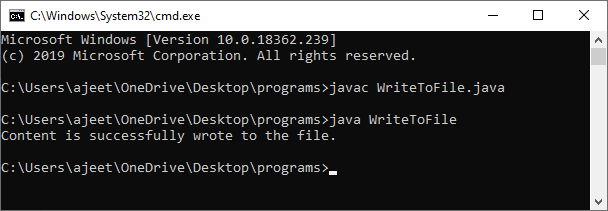 C:\Windows\System32\cmd.exe
Microsoft Windows [Version 10.0.18362.239]
(c) 2019 Microsoft Corporation. All rights reserved.
C:\Users\ajeet\OneDrive\Desktop\programs>javac WriteToFile.java
C:\Users\ajeet\OneDrive\Desktop\programs>java WriteToFile
Content is successfully wrote to the file.
C:\Users\ajeet\OneDrive\Desktop\programs>